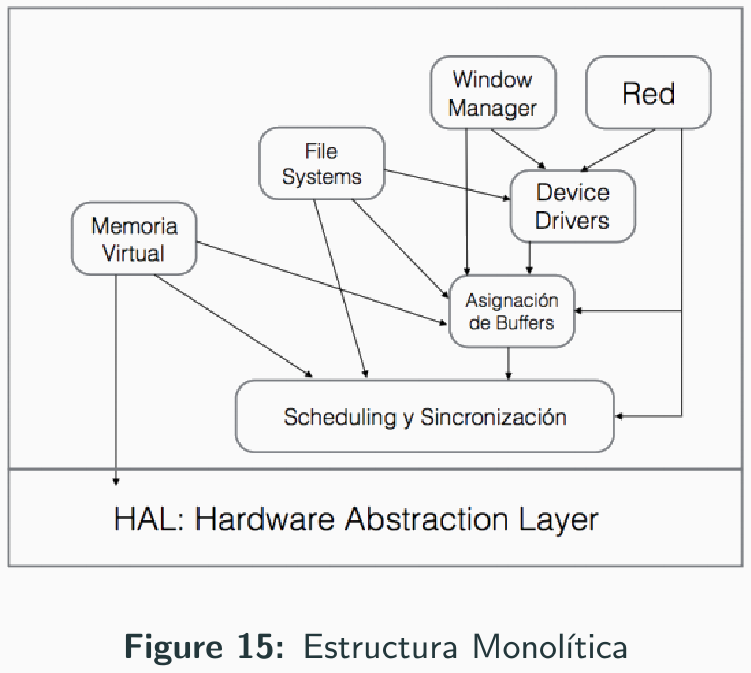 Window
Manager
Red
File
Systems
Device
Drivers
Memoria
Virtual
Asignación
de Buffers
Scheduling y Sincronización
HAL: Hardware Abstraction Layer
Figure 15: Estructura Monolítica